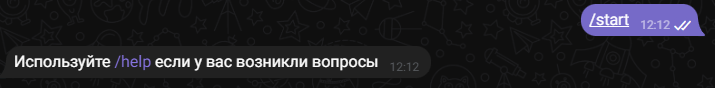 /start 12:12
Используйте /help если у вас возникли вопросы 12:12